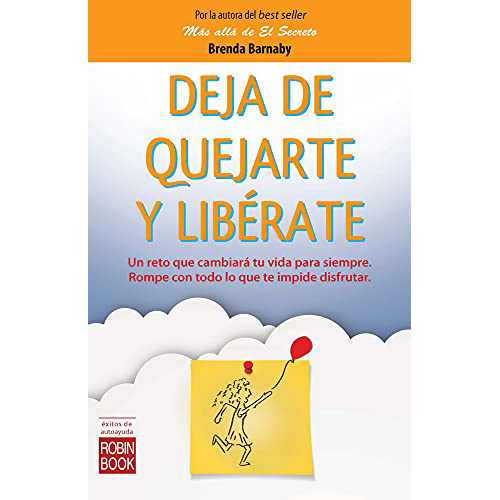 Por la autora del best seller
Más allá de El Secreto
Brenda Barnaby
DEJA DE
QUEJARTE
Y LIBÉRATE
Un reto que cambiará tu vida para siempre.
Rompe con todo lo que te impide disfrutar.
éxitos de
autoayuda
ROBIN
BOOK